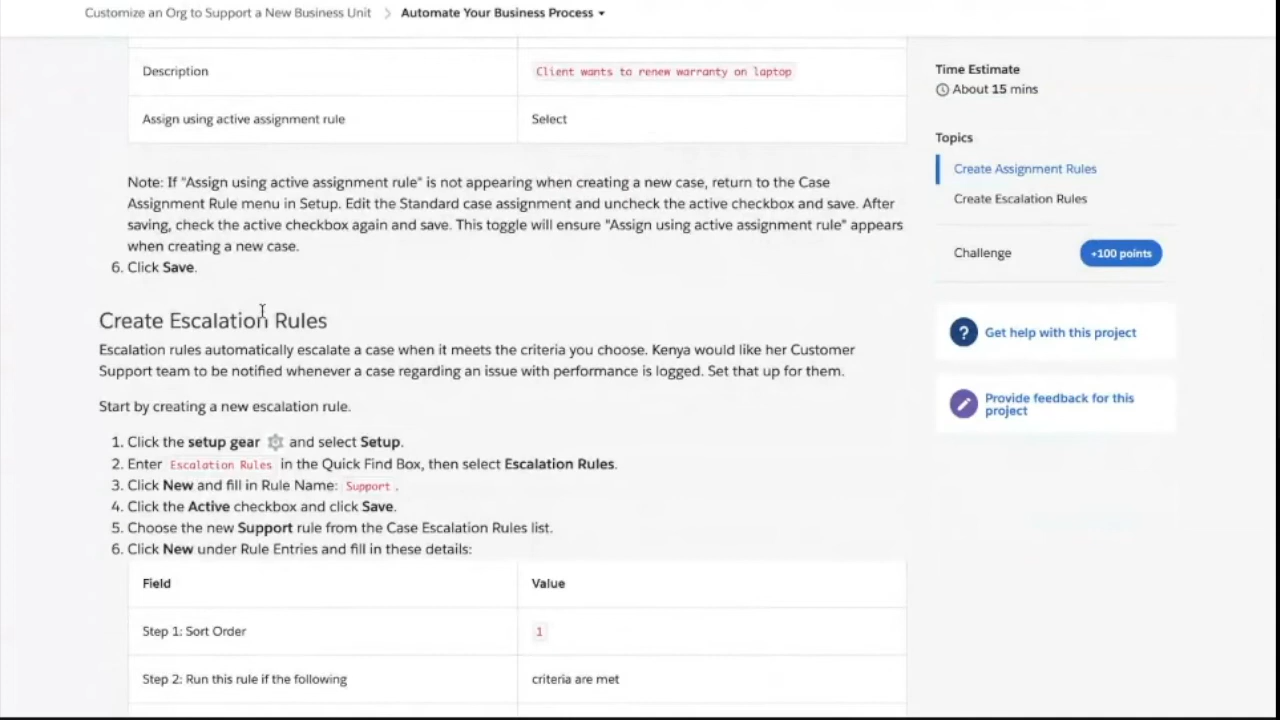 Customize an Org to Support a New Business Unit > Automate Your Business Process
Description
Client wants to renew warranty on laptop
Assign using active assignment rule
Select
Note: If "Assign using active assignment rule" is not appearing when creating a new case, return to the Case
Assignment Rule menu in Setup. Edit the Standard case assignment and uncheck the active checkbox and save. After
saving, check the active checkbox again and save. This toggle will ensure "Assign using active assignment rule" appears
when creating a new case.
6. Click Save.
Create Escalation Rules
Escalation rules automatically escalate a case when it meets the criteria you choose. Kenya would like her Customer
Support team to be notified whenever a case regarding an issue with performance is logged. Set that up for them.
Start by creating a new escalation rule.
1. Click the setup gear and select Setup.
2. Enter Escalation Rules in the Quick Find Box, then select Escalation Rules.
3. Click New and fill in Rule Name: Support .
4. Click the Active checkbox and click Save.
5. Choose the new Support rule from the Case Escalation Rules list.
6. Click New under Rule Entries and fill in these details:
Field
Value
Step 1: Sort Order
1
Step 2: Run this rule if the following
criteria are met
Time Estimate
About 15 mins
Topics
Create Assignment Rules
Create Escalation Rules
Challenge
+100 points
? Get help with this project
Provide feedback for this
project